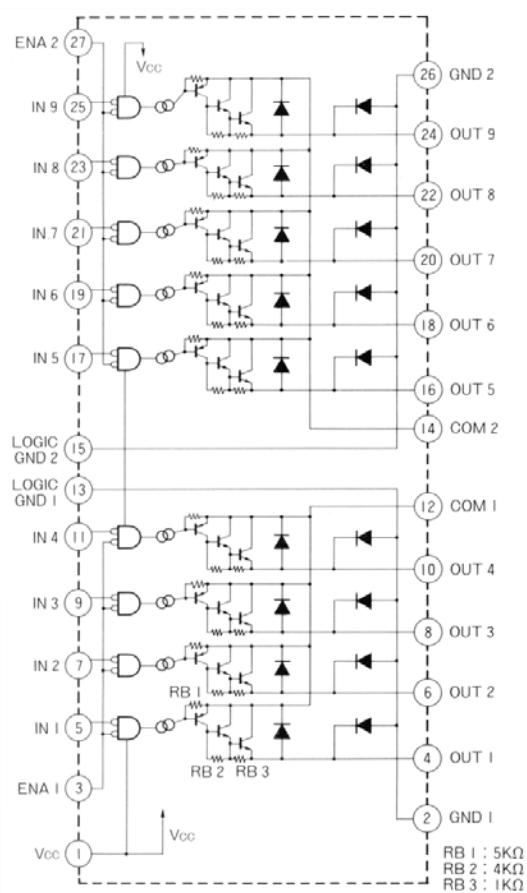 ENA 2
27
VCC
26
GND 2
IN 9
25
24
OUT 9
IN 8
23
22
OUT 8
IN 7
21
20
OUT 7
IN 6
19
18
OUT 6
IN 5
17
16
OUT 5
14
COM 2
LOGIC
GND 2
15
LOGIC
GND 1
13
12
COM 1
IN 4
11
10
OUT 4
IN 3
9
8
OUT 3
IN 2
7
6
OUT 2
RB 1
IN 1
5
4
OUT 1
RB 2
RB 3
ENA 1
3
2
GND 1
VCC
1
VCC
RB 1 : 5KΩ
RB 2 : 4KΩ
RB 3 : 1KΩ